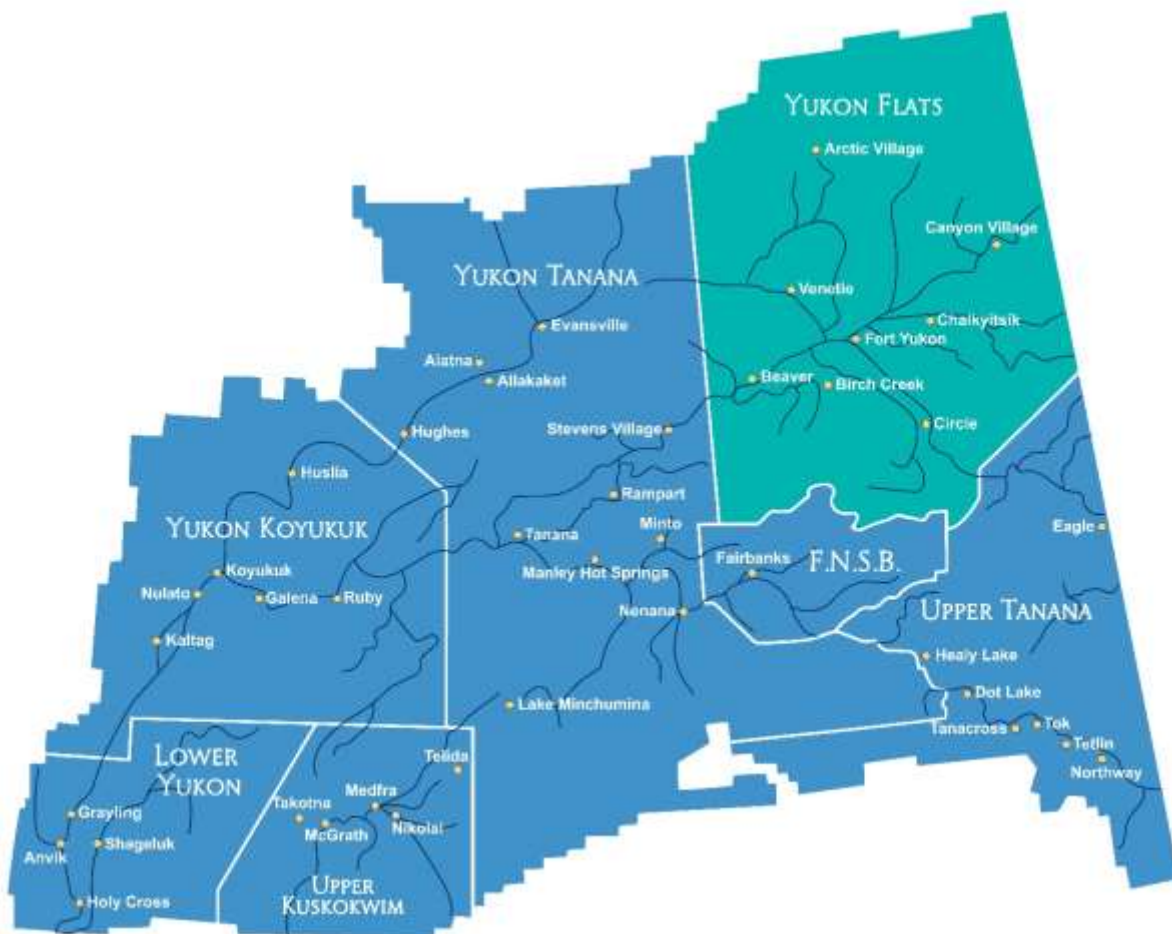 YUKON FLATS
Arctic Village
Canyon Village
YUKON TANANA
Venetie
Evansville
Chalkyitsik
Fort Yukon
Alatna
Allakaket
Beaver
Birch Creek
Circle
Hughes
Stevens Village
Huslia
Rampart
YUKON KOYUKUK
Minto
Eagle
Tanana
Fairbanks
F.N.S.B.
Manley Hot Springs
Koyukuk
Nulato
Galena
Ruby
Nenana
UPPER TANANA
Kaltag
Healy Lake
Dot Lake
Lake Minchumina
Tanacross
Tok
Tetlin
Northway
LOWER
YUKON
Telida
Medfra
Takotna
McGrath
Nikolai
Grayling
Anvik
Shageluk
UPPER
KUSKOKWIM
Holy Cross